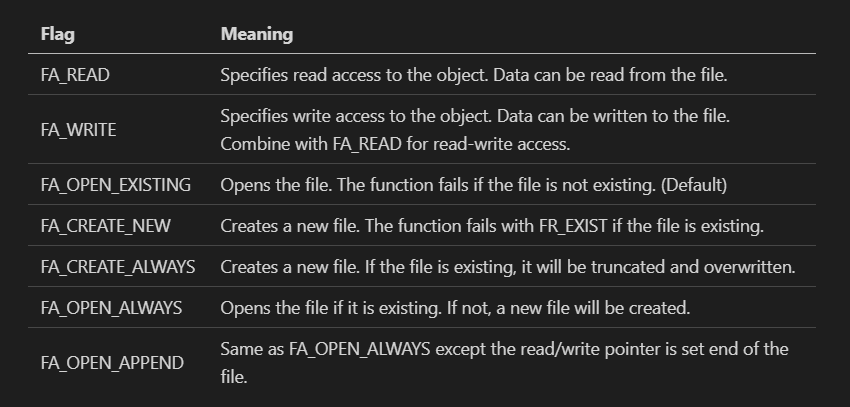 Flag Meaning
FA_READ Specifies read access to the object. Data can be read from the file.
FA_WRITE Specifies write access to the object. Data can be written to the file.
Combine with FA_READ for read-write access.
FA_OPEN_EXISTING Opens the file. The function fails if the file is not existing. (Default)
FA_CREATE_NEW Creates a new file. The function fails with FR_EXIST if the file is existing.
FA_CREATE_ALWAYS Creates a new file. If the file is existing, it will be truncated and overwritten.
FA_OPEN_ALWAYS Opens the file if it is existing. If not, a new file will be created.
FA_OPEN_APPEND Same as FA_OPEN_ALWAYS except the read/write pointer is set end of the
file.